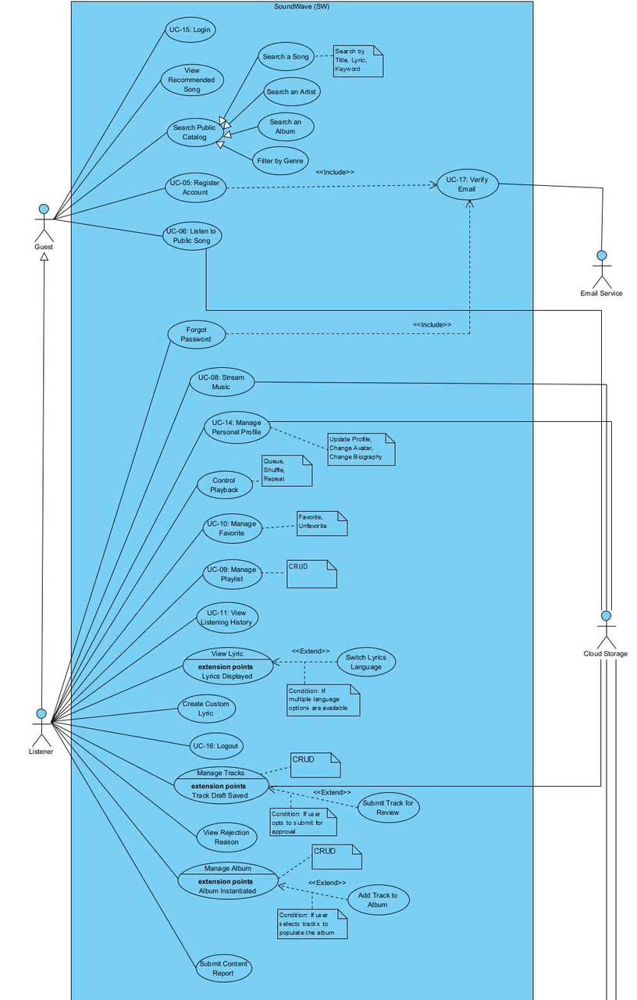 SoundWave (SW)
UC-15: Login
View
Recommended
Song
Search a Song
Search by
Title, Lyric,
Keyword
Search an Artist
Search Public
Catalog
Search an
Album
Filter by Genre
<<Include>>
UC-05: Register
Account
UC-17: Verify
Email
Guest
UC-06: Listen to
Public Song
Email Service
<<Include>>
Forgot
Password
UC-08: Stream
Music
UC-14: Manage
Personal Profile
Update Profile,
Change Avatar,
Change Biography
Queue,
Shuffle,
Repeat
Control
Playback
UC-10: Manage
Favorite
Favorite,
Unfavorite
UC-09: Manage
Playlist
CRUD
UC-11: View
Listening History
Cloud Storage
View Lyric
extension points
Lyrics Displayed
<<Extend>>
Switch Lyrics
Language
Condition: If
multiple language
options are available
Create Custom
Lyric
Listener
UC-16: Logout
CRUD
Manage Tracks
extension points
Track Draft Saved
<<Extend>>
Submit Track for
Review
Condition: If user
opts to submit for
approval
View Rejection
Reason
CRUD
Manage Album
extension points
Album Instantiated
<<Extend>>
Add Track to
Album
Condition: If user
selects tracks to
populate the album
Submit Content
Report